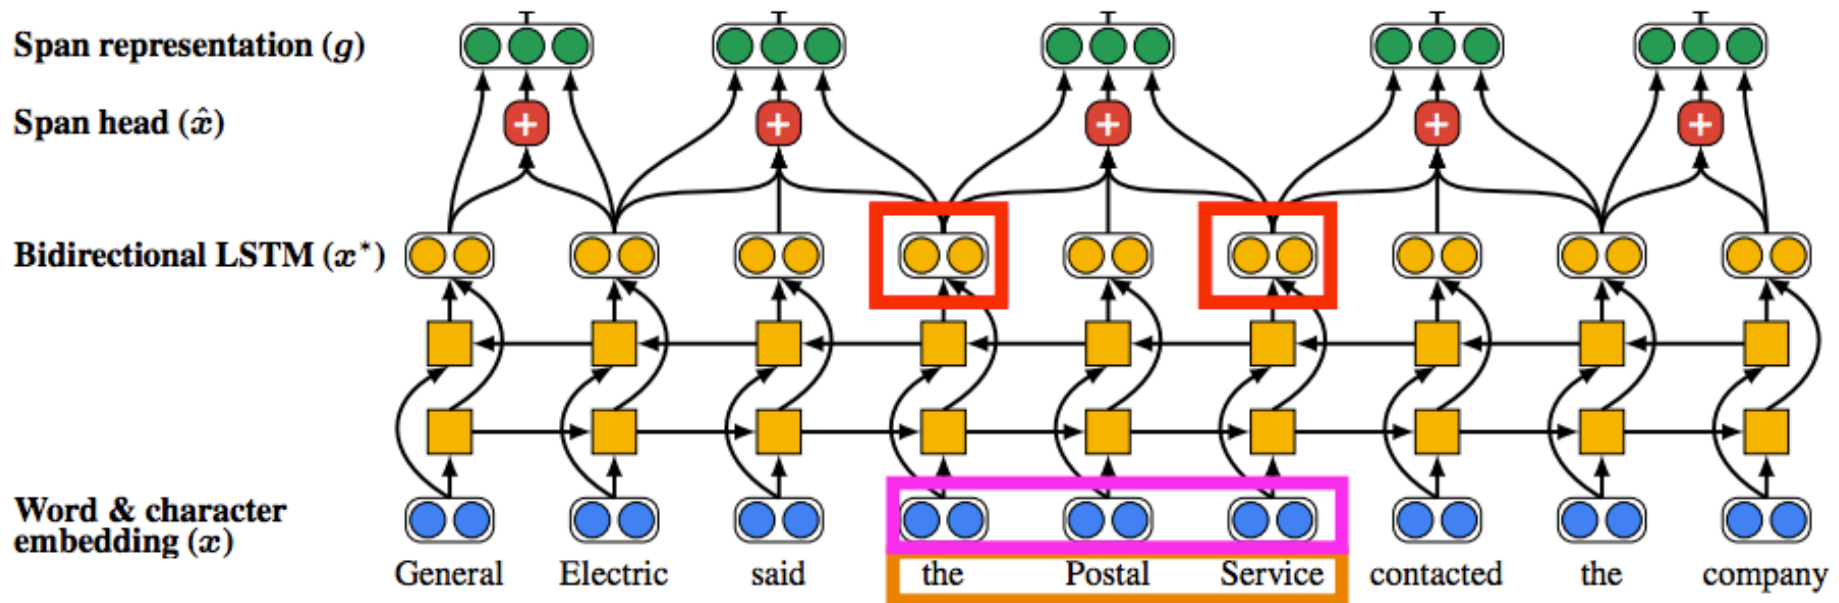 Span representation (g)
Span head (x̂)
+ + + + +
Bidirectional LSTM (x*)
Word & character
embedding (x)
General Electric said the Postal Service contacted the company